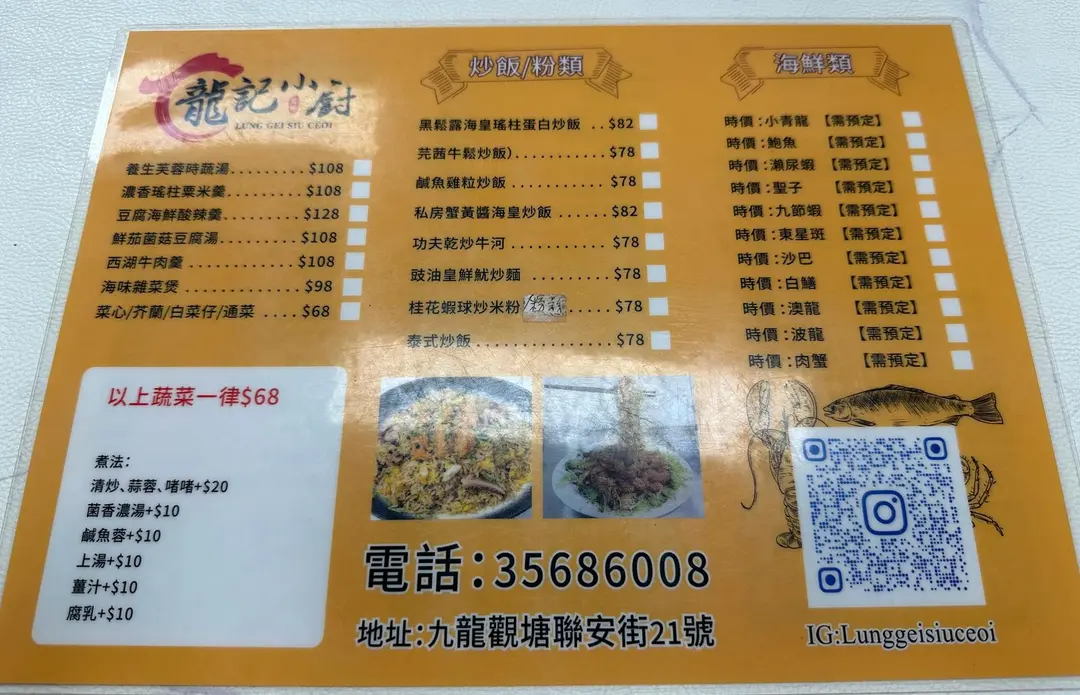 龍記小廚
LUNG GEI SIU CEOI
養生芙蓉時蔬湯.........$108
濃香瑤柱粟米羹.........$108
豆腐海鮮酸辣羹.........$128
鮮茄菌菇豆腐湯.........$108
西湖牛肉羹............$108
海味雜菜煲............$98
菜心/芥蘭/白菜仔/通菜 ....$68
以上蔬菜一律$68
煮法:
清炒、蒜蓉、啫啫+$20
菌香濃湯+$10
鹹魚蓉+$10
上湯+$10
薑汁+$10
腐乳+$10
炒飯/粉類
黑鬆露海皇瑤柱蛋白炒飯 ..$82
芫茜牛鬆炒飯)............$78
鹹魚雞粒炒飯............$78
私房蟹黃醬海皇炒飯 ......$82
功夫乾炒牛河............$78
豉油皇鮮魷炒麵 .........$78
桂花蝦球炒米粉 .....$78
泰式炒飯...............$78
電話:35686008
地址:九龍觀塘聯安街21號
海鮮類
時價:小青龍 【需預定】
時價:鮑魚 【需預定】
時價:瀨尿蝦 【需預定】
時價:聖子 【需預定】
時價:九節蝦 【需預定】
時價:東星斑 【需預定】
時價:沙巴 【需預定】
時價:白鱔 【需預定】
時價:澳龍 【需預定】
時價:波龍 【需預定】
時價:肉蟹 【需預定】
IG:Lunggeisiuceoi